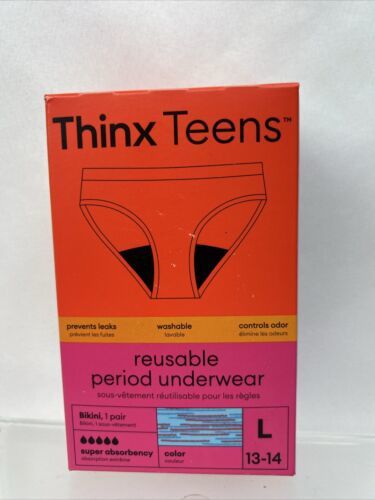 Thinx Teens™
prevents leaks washable controls odor
prévient les fuites lavable élimine les odeurs
reusable
period underwear
sous-vêtement réutilisable pour les règles
Bikini, 1 pair
Bikini, 1 sous-vêtement
super absorbency
absorption extrême
color
couleur
L
13-14